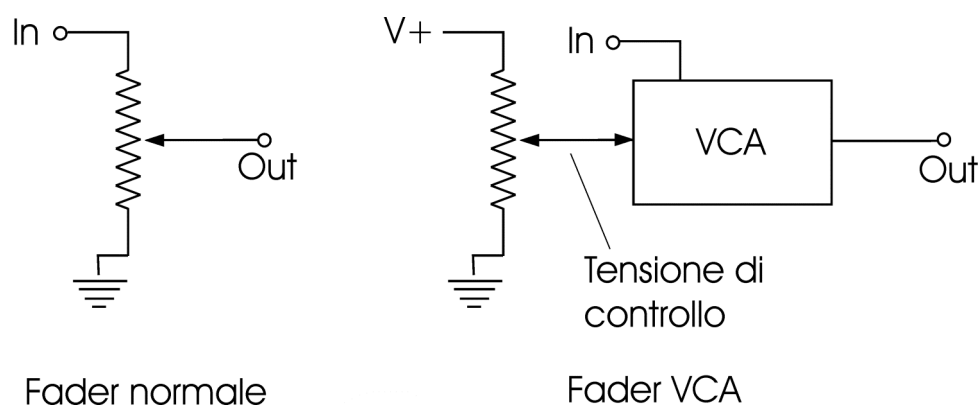 In
Out
Fader normale
V+
In
VCA
Out
Tensione di
controllo
Fader VCA